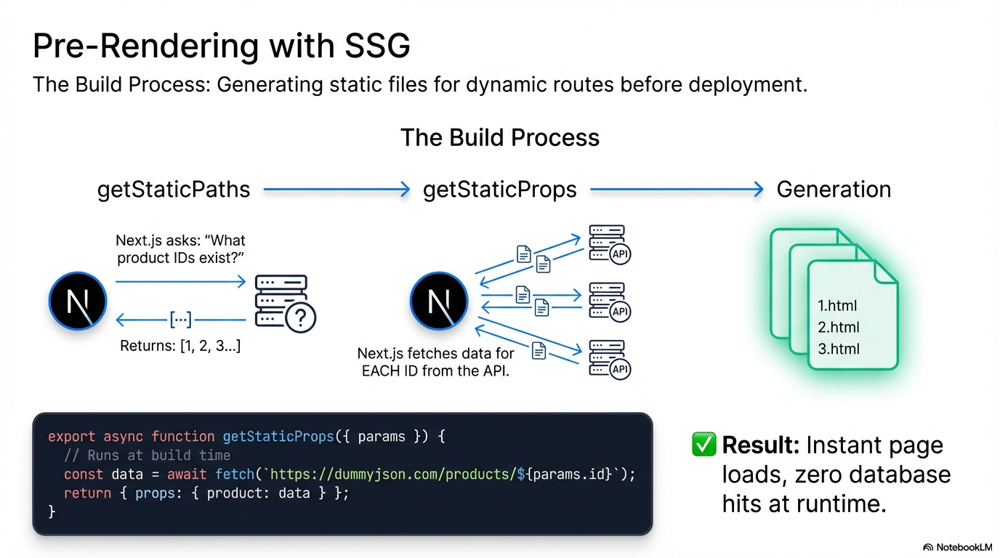 Pre-Rendering with SSG
The Build Process: Generating static files for dynamic routes before deployment.
The Build Process
getStaticPaths
getStaticProps
Generation
Next.js asks: “What
product IDs exist?”
N
[...]
?
Returns: [1, 2, 3...]
N
API
API
API
Next.js fetches data for
EACH ID from the API.
1.html
2.html
3.html
export async function getStaticProps({ params }) {
  // Runs at build time
  const data = await fetch(`https://dummyjson.com/products/${params.id}`);
  return { props: { product: data } };
}
✅ Result: Instant page
loads, zero database
hits at runtime.
NotebookLM